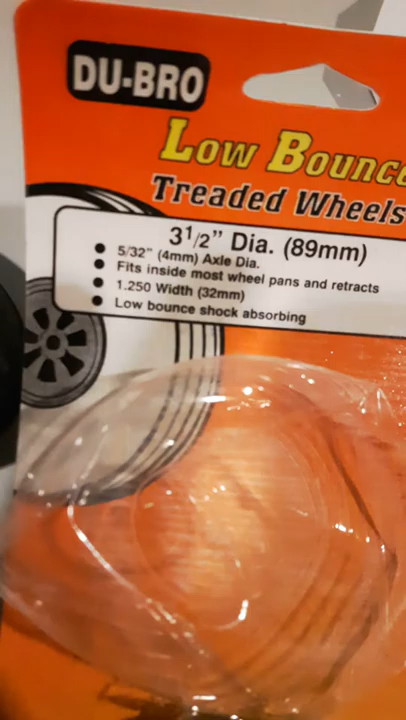 DU-BRO
Low Bounce
Treaded Wheels
3 1/2" Dia. (89mm)
5/32" (4mm) Axle Dia.
Fits inside most wheel pans and retracts
1.250 Width (32mm)
Low bounce shock absorbing